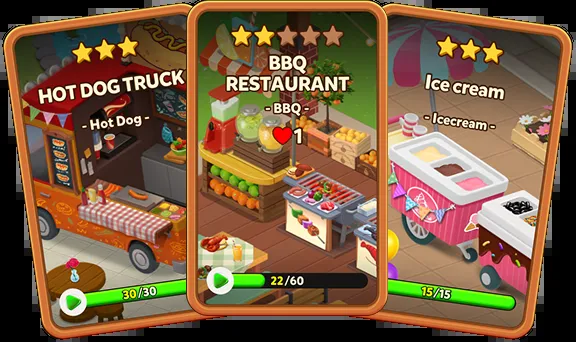 HOT DOG TRUCK
- Hot Dog -
30/30
BBQ
RESTAURANT
- BBQ -
1
22/60
Ice cream
- Icecream -
15/15